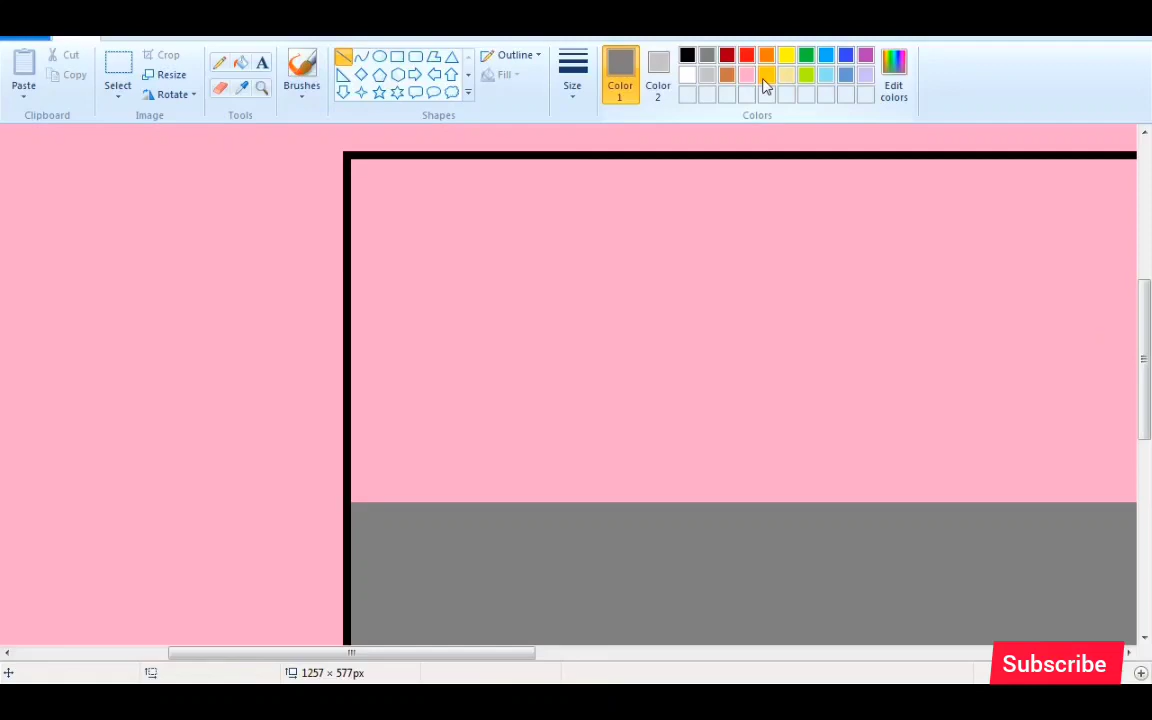 Cut
Crop
Outline
Copy
Resize
Fill
Paste
Rotate
Select
Brushes
Size
Color
1
Color
2
Edit
colors
Clipboard
Image
Tools
Shapes
Colors
Subscribe
1257 × 577px